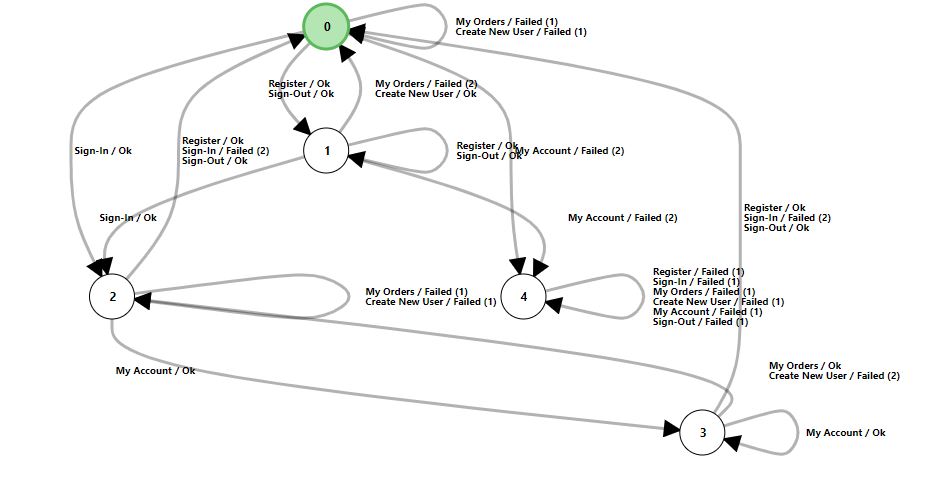 0
My Orders / Failed (1)
Create New User / Failed (1)
Register / Ok
Sign-Out / Ok
My Orders / Failed (2)
Create New User / Ok
Sign-In / Ok
Register / Ok
Sign-In / Failed (2)
Sign-Out / Ok
1
Register / Ok
Sign-Out / Ok
My Account / Failed (2)
Sign-In / Ok
My Account / Failed (2)
Register / Ok
Sign-In / Failed (2)
Sign-Out / Ok
2
My Orders / Failed (1)
Create New User / Failed (1)
4
Register / Failed (1)
Sign-In / Failed (1)
My Orders / Failed (1)
Create New User / Failed (1)
My Account / Failed (1)
Sign-Out / Failed (1)
My Account / Ok
My Orders / Ok
Create New User / Failed (2)
3
My Account / Ok